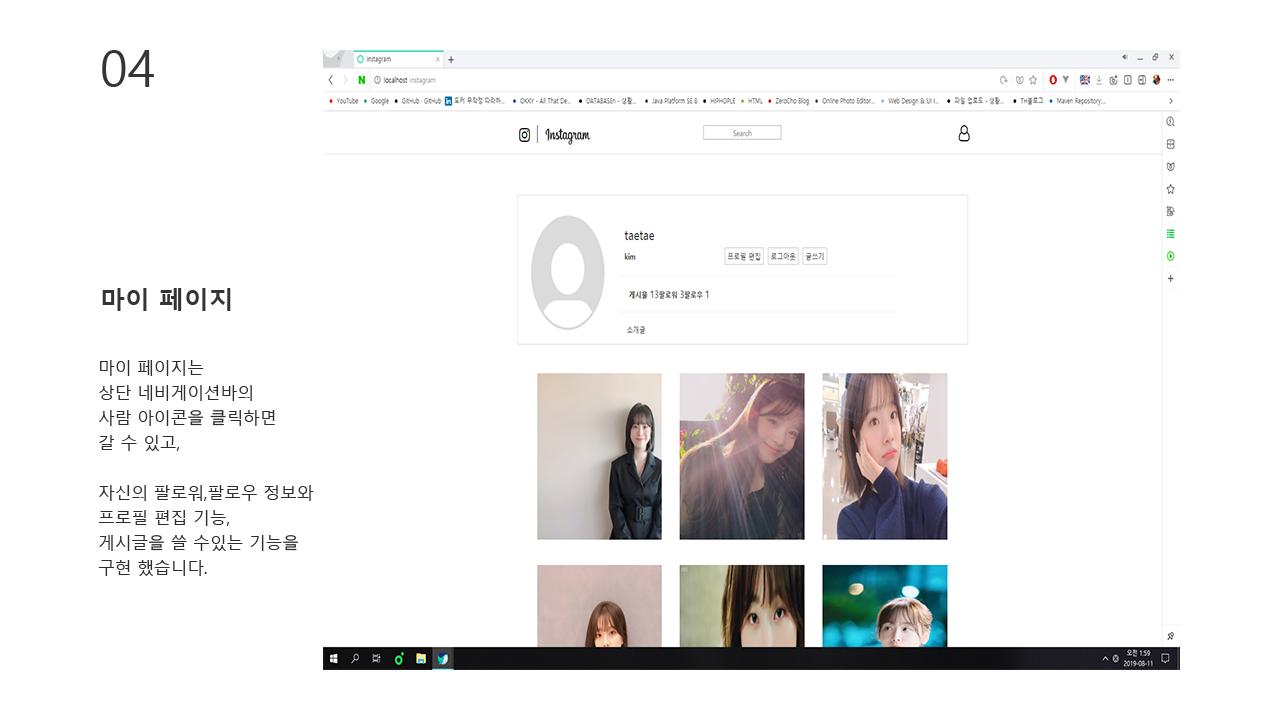 04
마이 페이지
마이 페이지는
상단 네비게이션바의
사람 아이콘을 클릭하면
갈 수 있고,
자신의 팔로워,팔로우 정보와
프로필 편집 기능,
게시글을 쓸 수있는 기능을
구현 했습니다.
instagram
localhost instagram
YouTube Google GitHub · GitHub 도커 무작정 따라하... OKKY - All That De... DATABASEn - 생활... Java Platform SE 8 HIPHOPLE HTML ZeroCho Blog Online Photo Editor... Web Design & UI I... 파일 업로드 - 생활... TH블로그 Maven Repository:...
Instagram Search
taetae
kim 프로필 편집 로그아웃 글쓰기
게시물 13팔로워 3팔로우 1
소개글
오전 1:59
2019-08-11